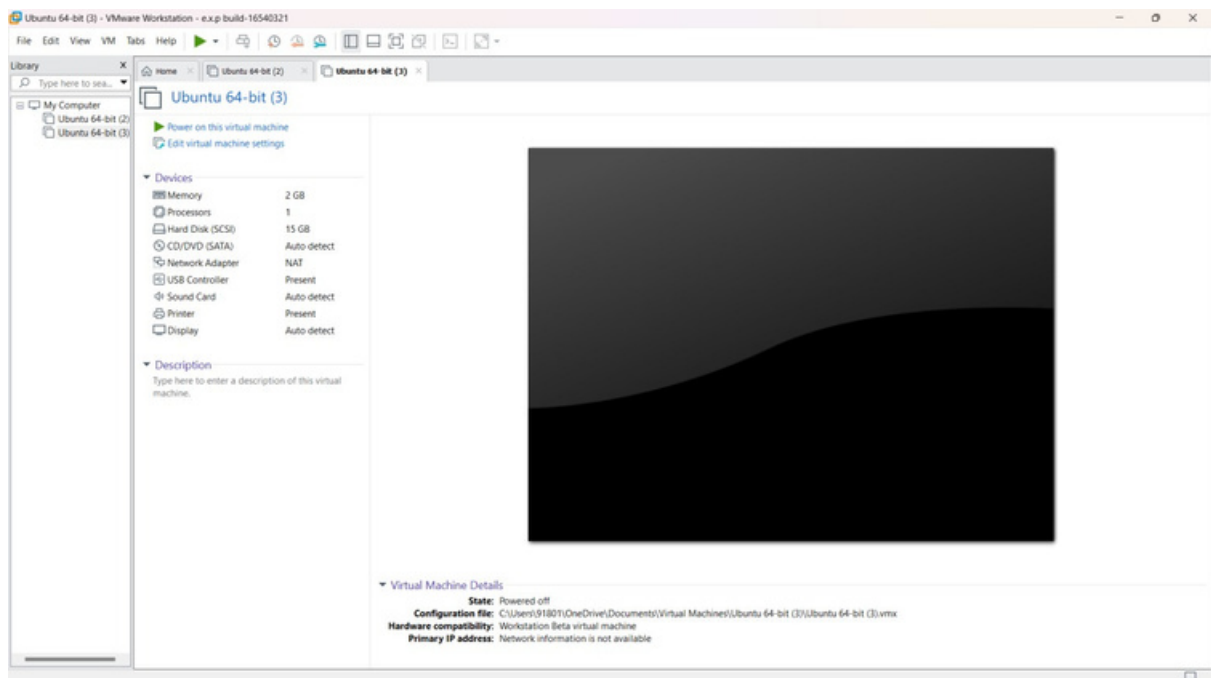 Ubuntu 64-bit (3) - VMware Workstation - e.x.p build-16540321
File Edit View VM Tabs Help
Library X
Type here to sea...
My Computer
Ubuntu 64-bit (2)
Ubuntu 64-bit (3)
Home Ubuntu 64-bit (2) Ubuntu 64-bit (3)
Ubuntu 64-bit (3)
Power on this virtual machine
Edit virtual machine settings
Devices
Memory 2 GB
Processors 1
Hard Disk (SCSI) 15 GB
CD/DVD (SATA) Auto detect
Network Adapter NAT
USB Controller Present
Sound Card Auto detect
Printer Present
Display Auto detect
Description
Type here to enter a description of this virtual
machine.
Virtual Machine Details
State: Powered off
Configuration file: C:\Users\91801\OneDrive\Documents\Virtual Machines\Ubuntu 64-bit (3)\Ubuntu 64-bit (3).vmx
Hardware compatibility: Workstation Beta virtual machine
Primary IP address: Network information is not available